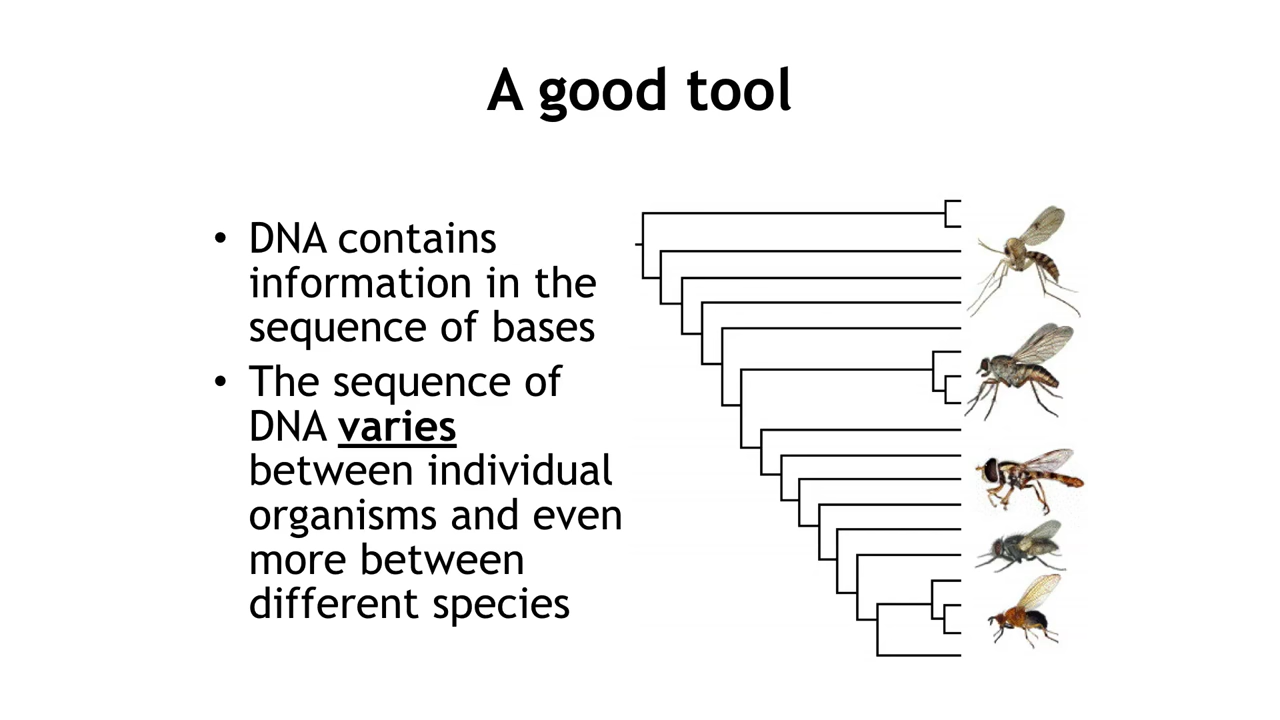 A good tool
• DNA contains
information in the
sequence of bases
• The sequence of
DNA varies
between individual
organisms and even
more between
different species